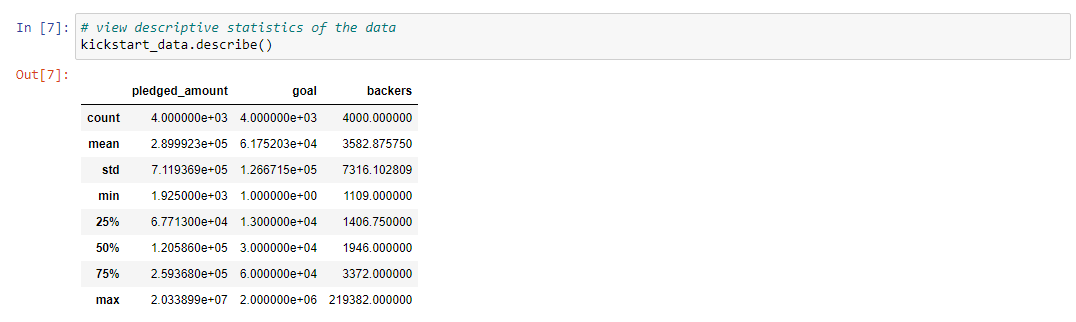 In [7]: # view descriptive statistics of the data
kickstart_data.describe()
Out[7]:
pledged_amount goal backers
count 4.000000e+03 4.000000e+03 4000.000000
mean 2.899923e+05 6.175203e+04 3582.875750
std 7.119369e+05 1.266715e+05 7316.102809
min 1.925000e+03 1.000000e+00 1109.000000
25% 6.771300e+04 1.300000e+04 1406.750000
50% 1.205860e+05 3.000000e+04 1946.000000
75% 2.593680e+05 6.000000e+04 3372.000000
max 2.033899e+07 2.000000e+06 219382.000000